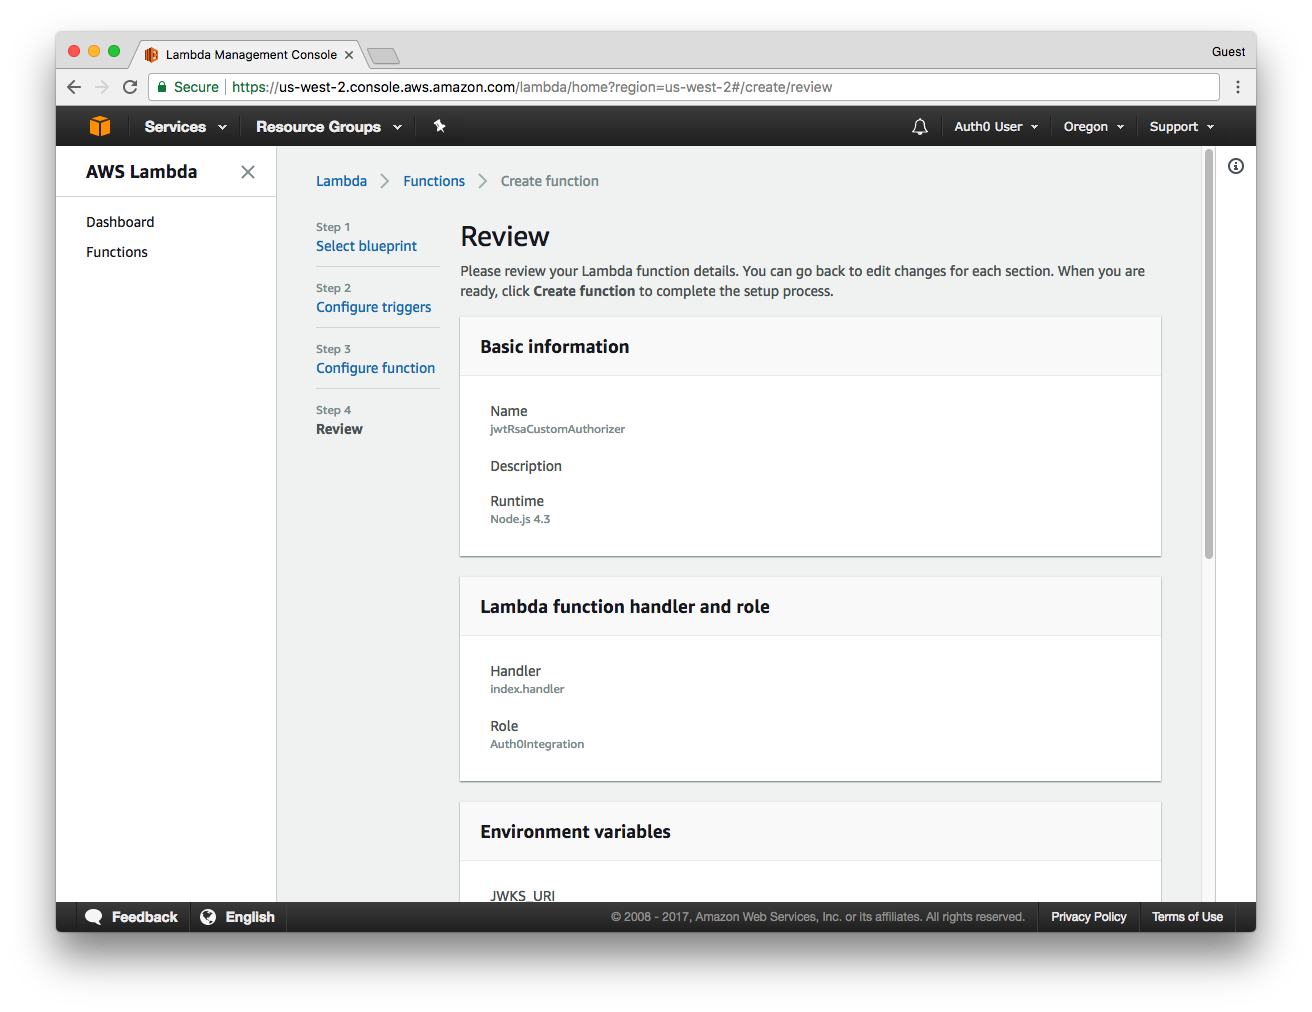 Lambda Management Console
Guest
Secure
https://us-west-2.console.aws.amazon.com/lambda/home?region=us-west-2#/create/review
Services
Resource Groups
Auth0 User
Oregon
Support
AWS Lambda
Dashboard
Functions
Lambda
Functions
Create function
Step 1
Select blueprint
Step 2
Configure triggers
Step 3
Configure function
Step 4
Review
Review
Please review your Lambda function details. You can go back to edit changes for each section. When you are
ready, click Create function to complete the setup process.
Basic information
Name
jwtRsaCustomAuthorizer
Description
Runtime
Node.js 4.3
Lambda function handler and role
Handler
index.handler
Role
Auth0Integration
Environment variables
JWKS_URI
Feedback
English
© 2008 - 2017, Amazon Web Services, Inc. or its affiliates. All rights reserved.
Privacy Policy
Terms of Use